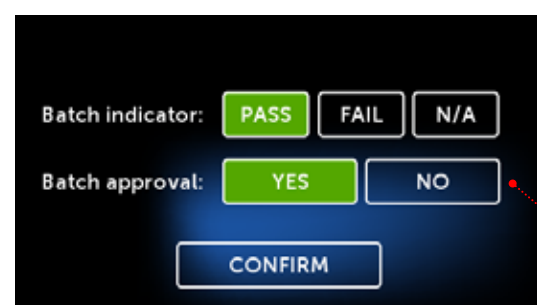 Batch indicator: PASS FAIL N/A
Batch approval: YES NO
CONFIRM